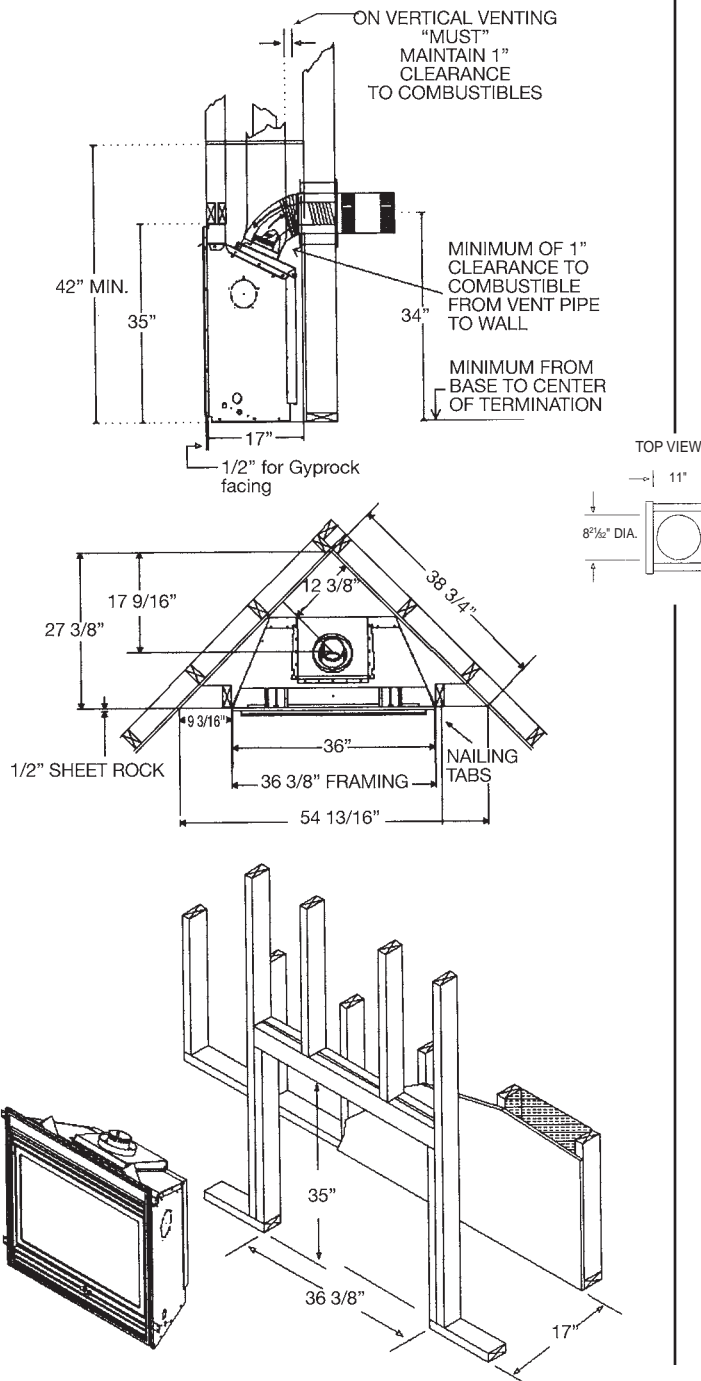 ON VERTICAL VENTING
“MUST”
MAINTAIN 1”
CLEARANCE
TO COMBUSTIBLES
42” MIN.
35”
34”
MINIMUM OF 1”
CLEARANCE TO
COMBUSTIBLE
FROM VENT PIPE
TO WALL
MINIMUM FROM
BASE TO CENTER
OF TERMINATION
17”
1/2” for Gyprock
facing
TOP VIEW
11"
8²¹⁄₃₂" DIA.
12 3/8”
38 3/4”
17 9/16”
27 3/8”
9 3/16”
36”
1/2” SHEET ROCK
NAILING
TABS
36 3/8” FRAMING
54 13/16”
35”
36 3/8”
17”